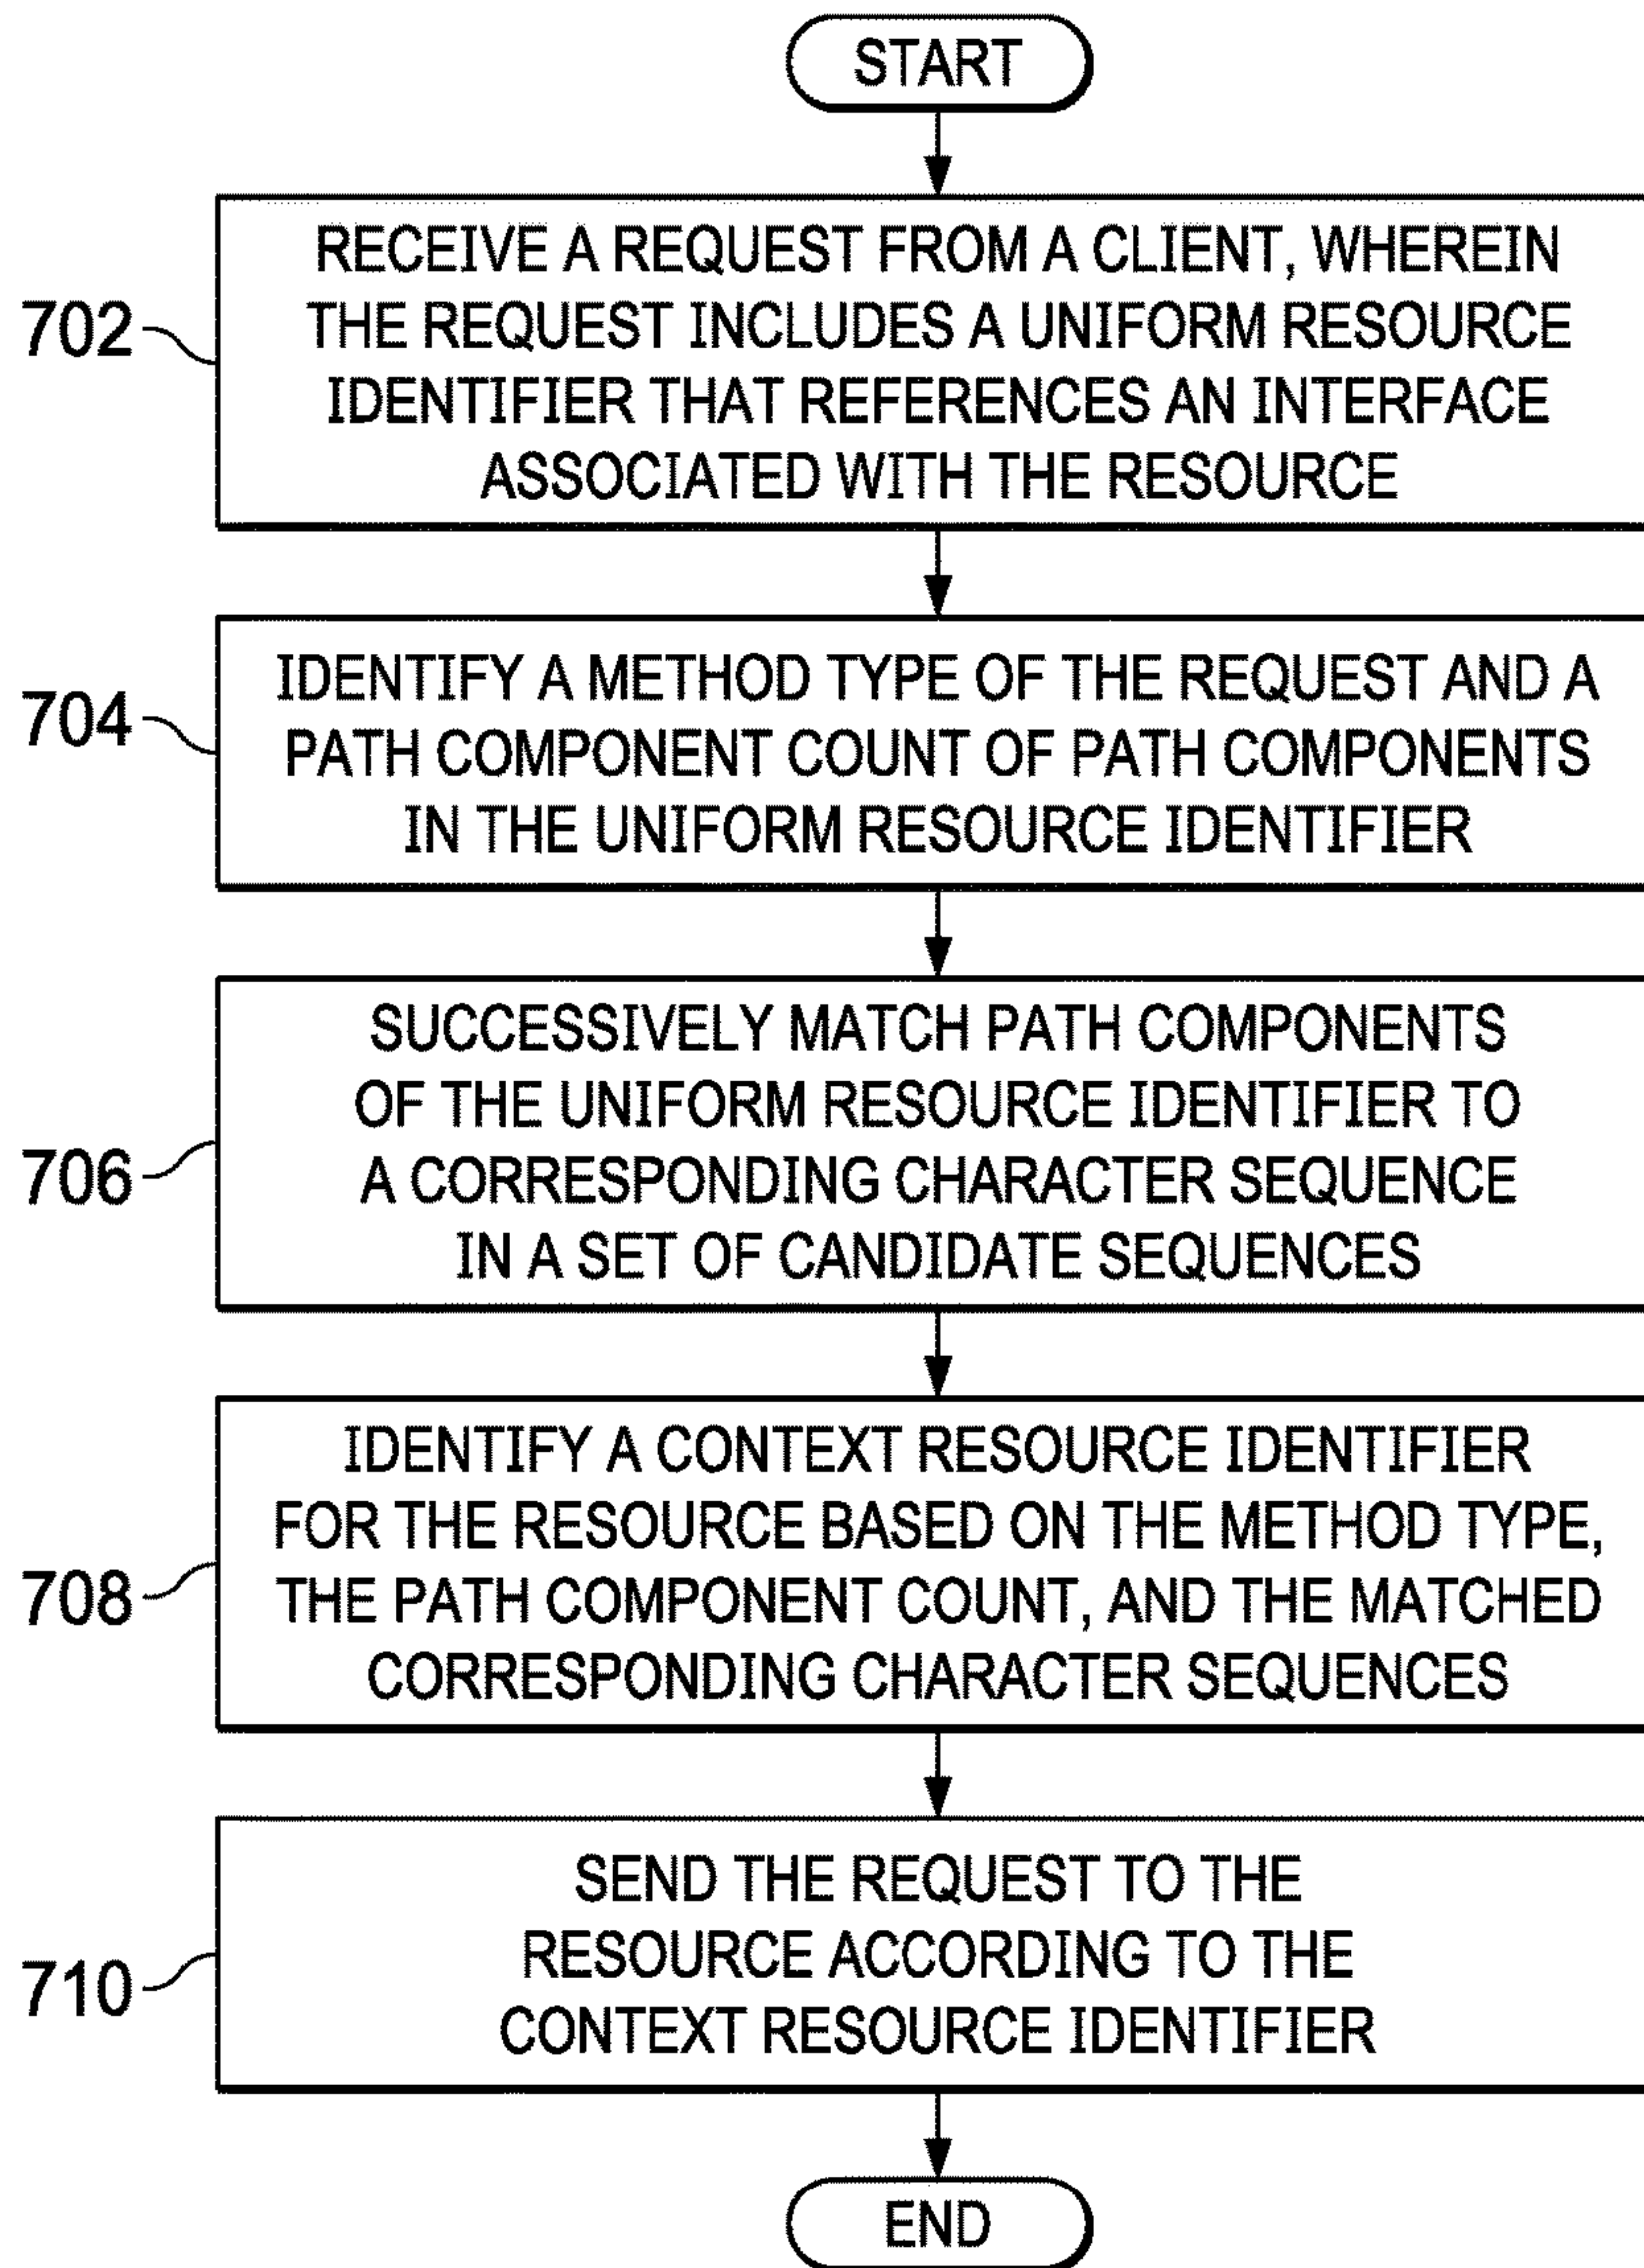 START
702
RECEIVE A REQUEST FROM A CLIENT, WHEREIN
THE REQUEST INCLUDES A UNIFORM RESOURCE
IDENTIFIER THAT REFERENCES AN INTERFACE
ASSOCIATED WITH THE RESOURCE
704
IDENTIFY A METHOD TYPE OF THE REQUEST AND A
PATH COMPONENT COUNT OF PATH COMPONENTS
IN THE UNIFORM RESOURCE IDENTIFIER
706
SUCCESSIVELY MATCH PATH COMPONENTS
OF THE UNIFORM RESOURCE IDENTIFIER TO
A CORRESPONDING CHARACTER SEQUENCE
IN A SET OF CANDIDATE SEQUENCES
708
IDENTIFY A CONTEXT RESOURCE IDENTIFIER
FOR THE RESOURCE BASED ON THE METHOD TYPE,
THE PATH COMPONENT COUNT, AND THE MATCHED
CORRESPONDING CHARACTER SEQUENCES
710
SEND THE REQUEST TO THE
RESOURCE ACCORDING TO THE
CONTEXT RESOURCE IDENTIFIER
END